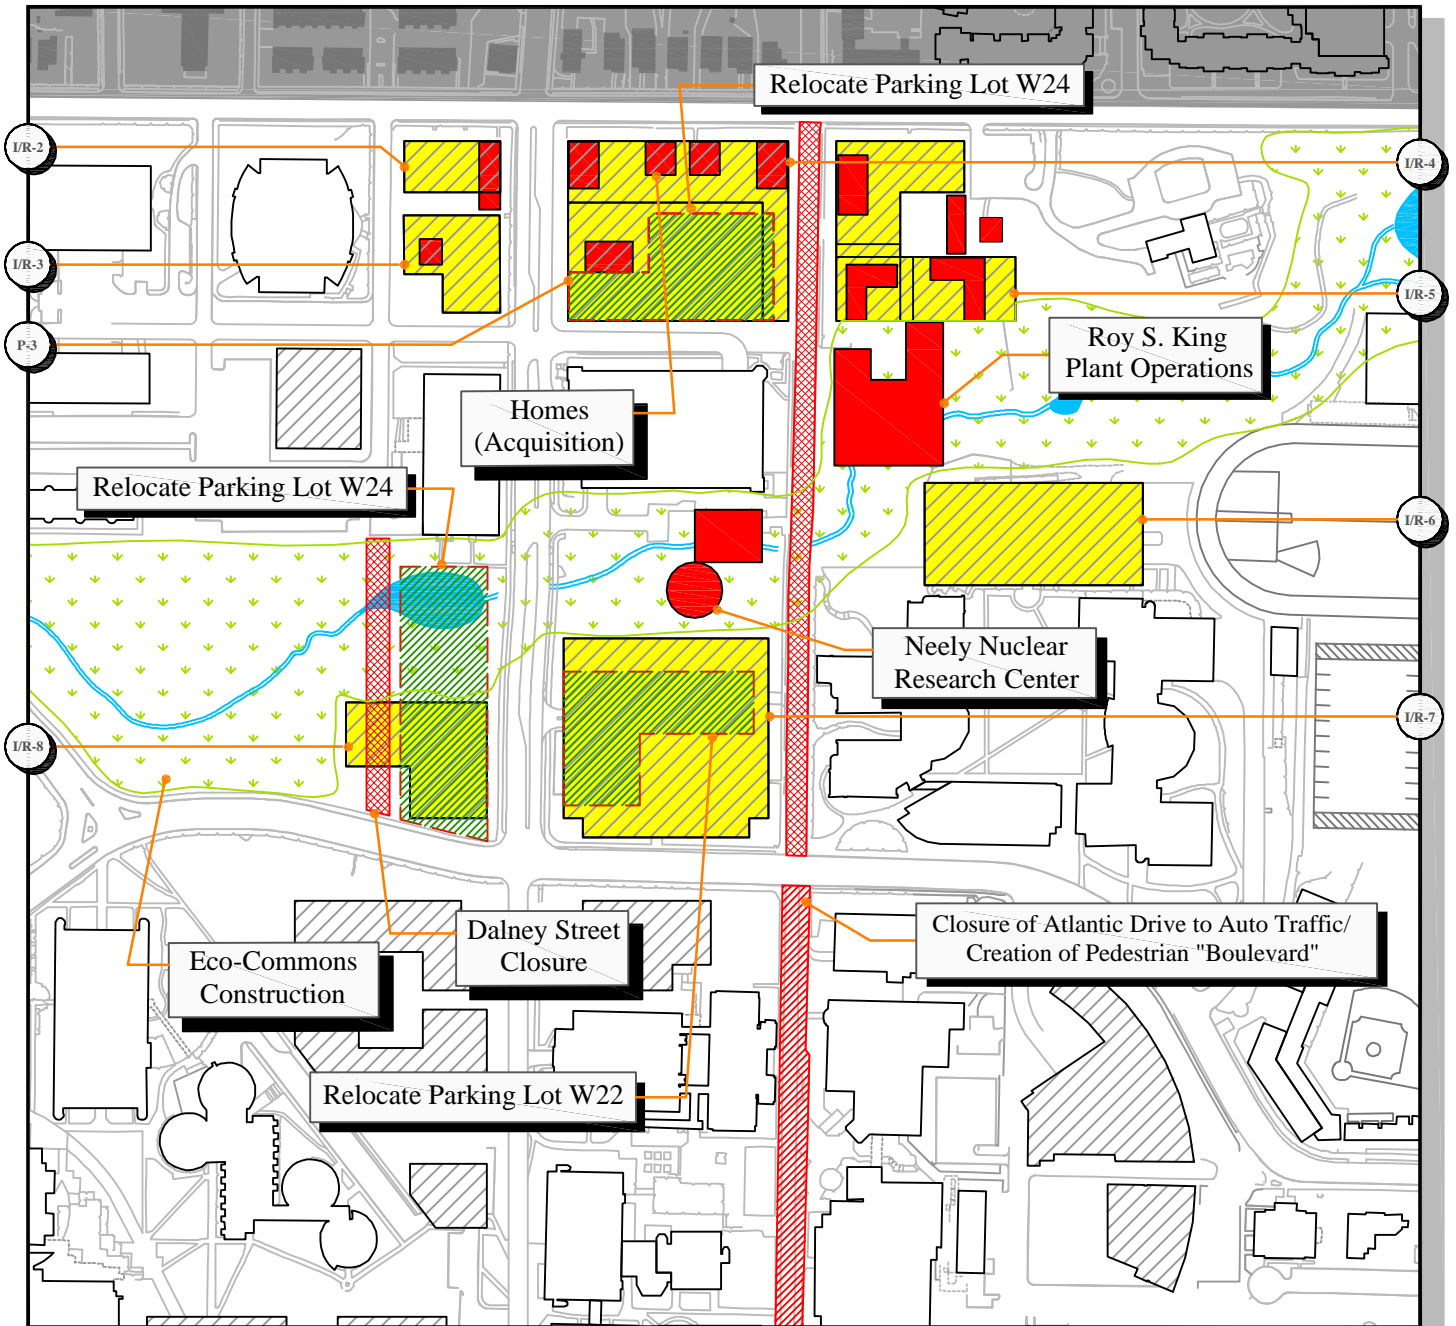 Relocate Parking Lot W24
I/R-2
I/R-4
I/R-3
I/R-5
P-3
Roy S. King
Plant Operations
Homes
(Acquisition)
Relocate Parking Lot W24
I/R-6
Neely Nuclear
Research Center
I/R-7
I/R-8
Closure of Atlantic Drive to Auto Traffic/
Creation of Pedestrian "Boulevard"
Dalney Street
Closure
Eco-Commons
Construction
Relocate Parking Lot W22